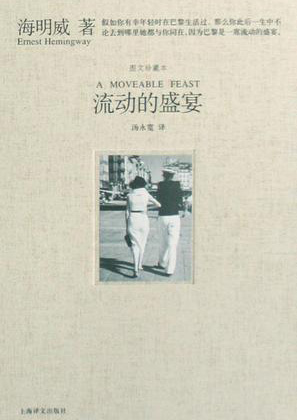 海明威 著
Ernest Hemingway
假如你有幸年轻时在巴黎生活过，那么你此后一生中不
论去到哪里她都与你同在，因为巴黎是一席流动的盛宴。
图文珍藏本
A MOVEABLE FEAST
流动的盛宴
汤永宽 译
上海译文出版社